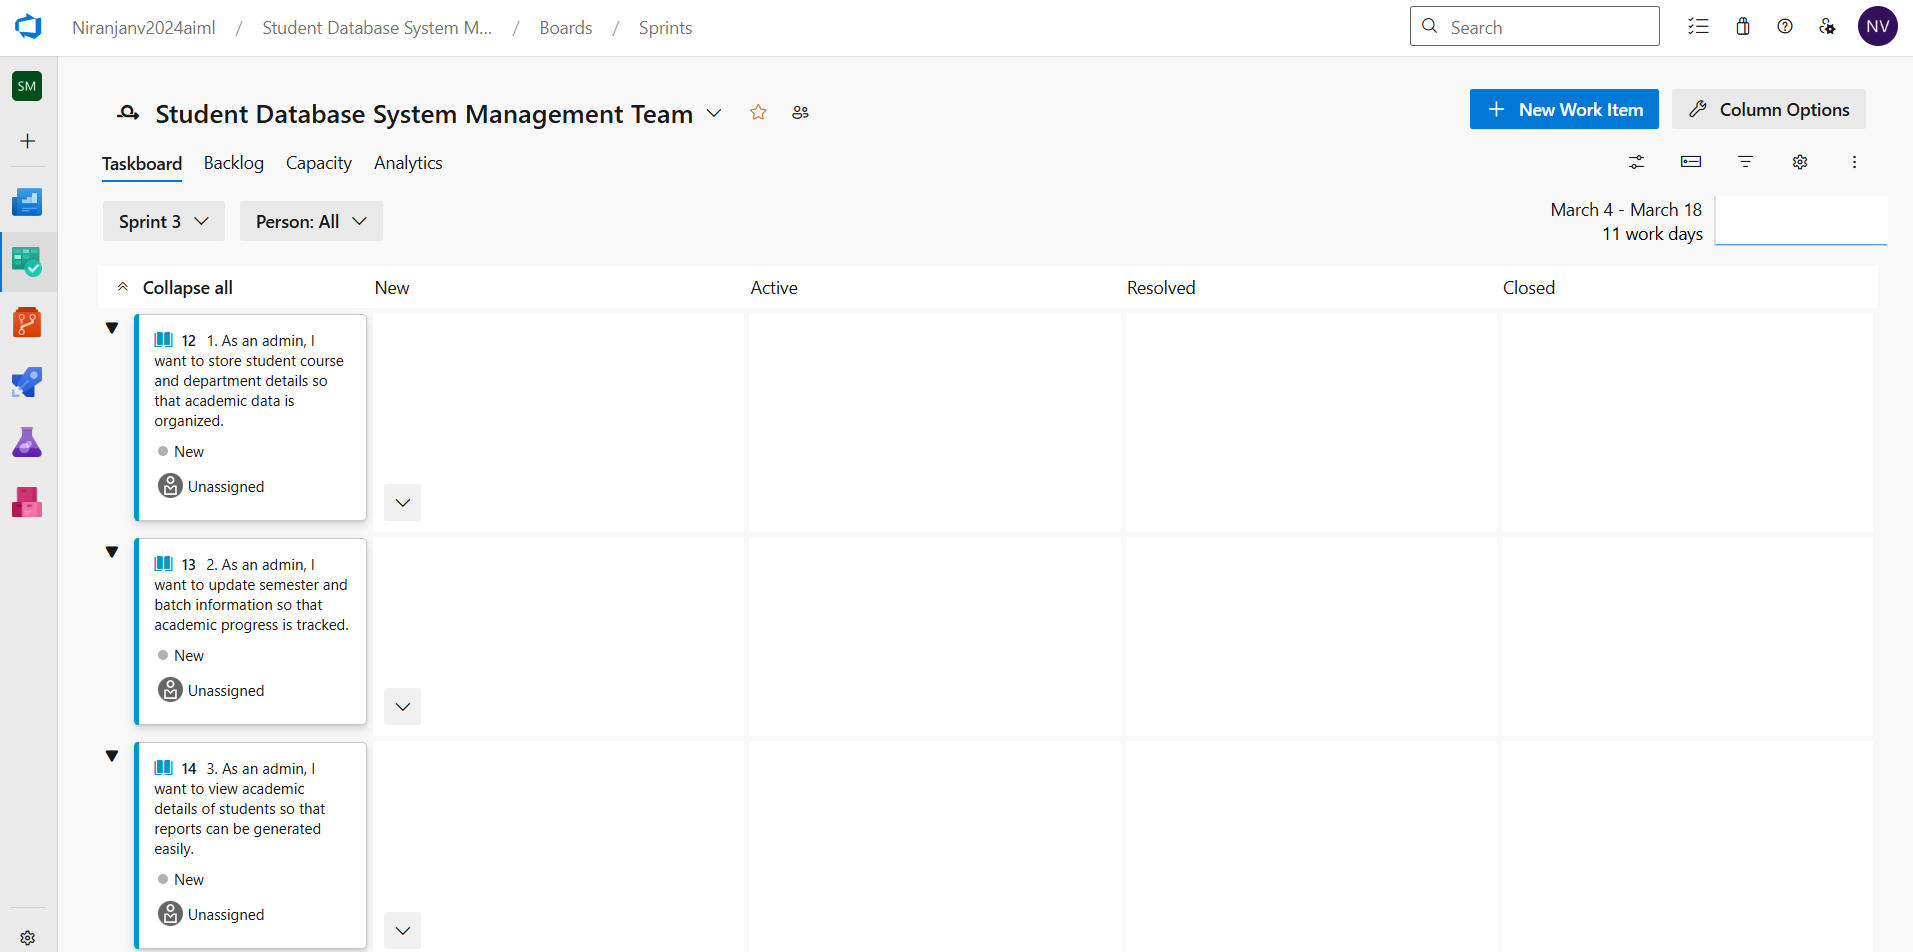 Niranjanv2024aiml / Student Database System M... / Boards / Sprints
Search
NV
SM
Student Database System Management Team
New Work Item
Column Options
Taskboard Backlog Capacity Analytics
Sprint 3
Person: All
March 4 - March 18
11 work days
Collapse all New Active Resolved Closed
12 1. As an admin, I
want to store student course
and department details so
that academic data is
organized.
New
Unassigned
13 2. As an admin, I
want to update semester and
batch information so that
academic progress is tracked.
New
Unassigned
14 3. As an admin, I
want to view academic
details of students so that
reports can be generated
easily.
New
Unassigned